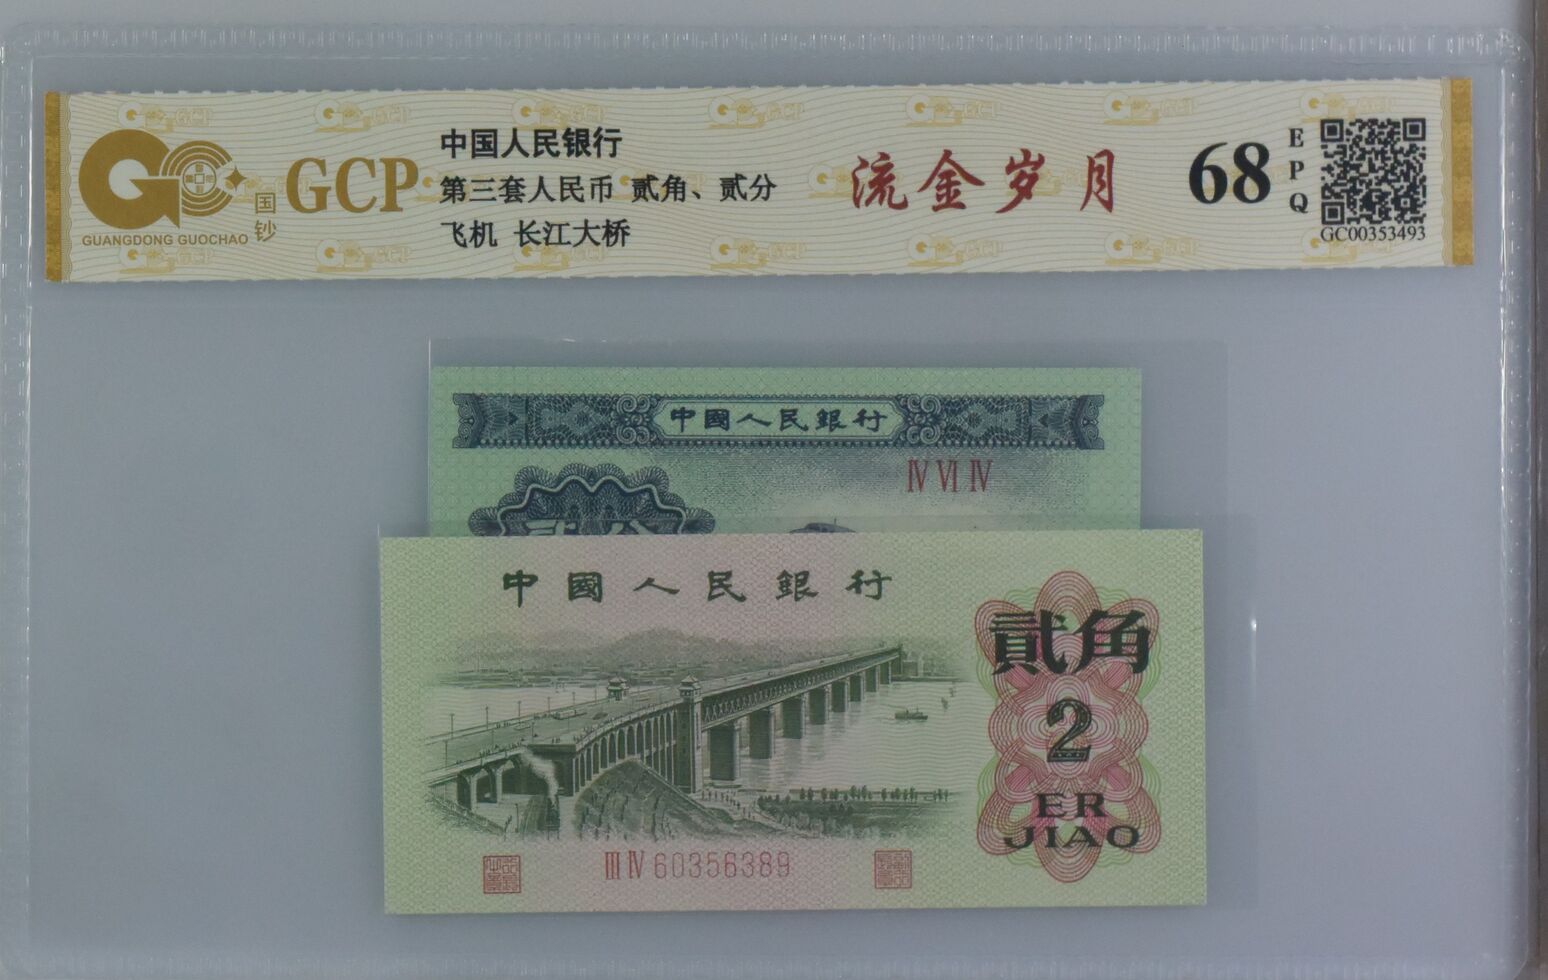 GCP
国钞
GUANGDONG GUOCHAO
中国人民银行
第三套人民币 贰角、贰分
飞机 长江大桥
流金岁月
68
EPQ
GC00353493
中國人民銀行
Ⅳ Ⅵ Ⅳ
中國人民銀行
貳角
2
ER
JIAO
Ⅲ Ⅳ 60356389